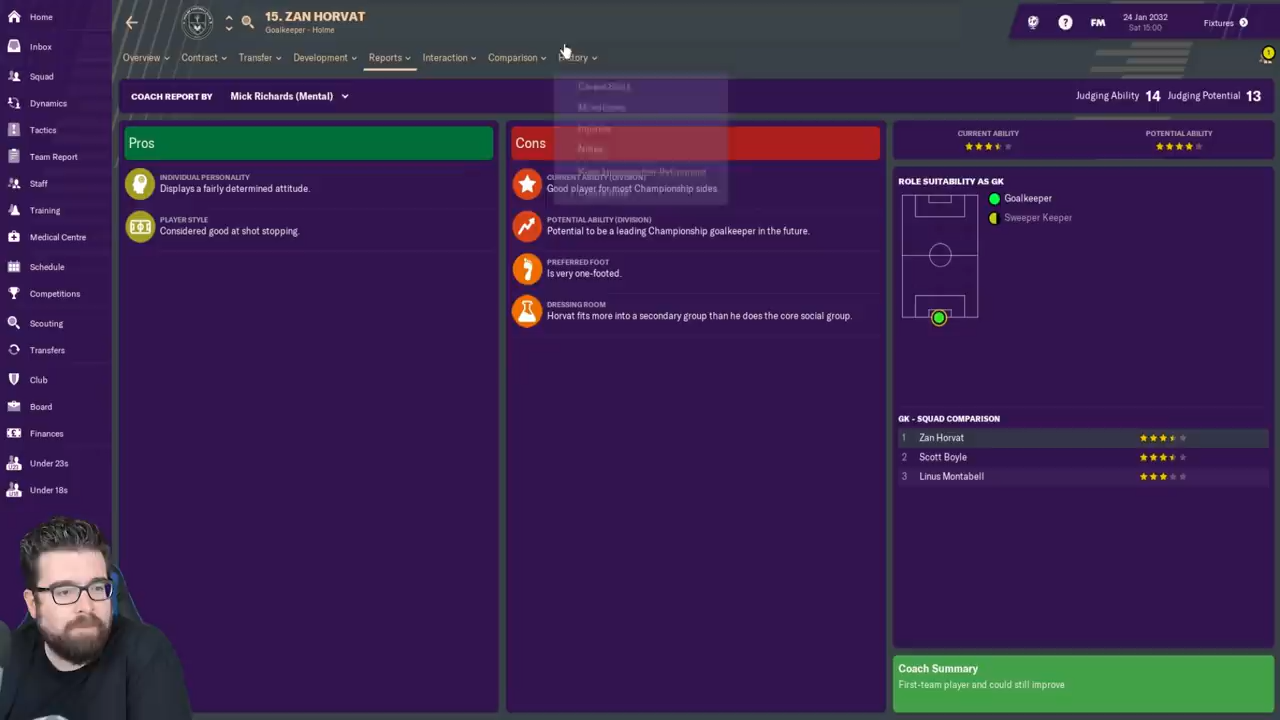 Home
Inbox
Squad
Dynamics
Tactics
Team Report
Staff
Training
Medical Centre
Schedule
Competitions
Scouting
Transfers
Club
Board
Finances
Under 23s
Under 18s
15. ZAN HORVAT
Goalkeeper - Holme
FM
24 Jan 2032
Sat 15:00
Fixtures
1
Overview
Contract
Transfer
Development
Reports
Interaction
Comparison
History
COACH REPORT BY Mick Richards (Mental)
Judging Ability 14 Judging Potential 13
Career Stats
Milestones
Injuries
Notes
Pros
INDIVIDUAL PERSONALITY
Displays a fairly determined attitude.
PLAYER STYLE
Considered good at shot stopping.
Cons
CURRENT ABILITY (DIVISION)
Good player for most Championship sides.
POTENTIAL ABILITY (DIVISION)
Potential to be a leading Championship goalkeeper in the future.
PREFERRED FOOT
Is very one-footed.
DRESSING ROOM
Horvat fits more into a secondary group than he does the core social group.
CURRENT ABILITY
POTENTIAL ABILITY
ROLE SUITABILITY AS GK
Goalkeeper
Sweeper Keeper
GK - SQUAD COMPARISON
1 Zan Horvat
2 Scott Boyle
3 Linus Montabell
Coach Summary
First-team player and could still improve